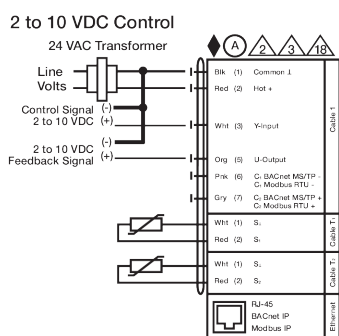 2 to 10 VDC Control
24 VAC Transformer
A 2 3 18
Line
Volts
Blk (1) Common ⊥
Red (2) Hot +
Control Signal (-)
2 to 10 VDC (+)
Wht (3) Y-Input
(-)
2 to 10 VDC
Feedback Signal (+)
Org (5) U-Output
Pnk (6) C₁ BACnet MS/TP -
C₁ Modbus RTU -
Gry (7) C₂ BACnet MS/TP +
C₂ Modbus RTU +
Cable 1
Wht (1) S₁
Red (2) S₁
Cable T₁
Wht (1)
Red (2) S₂
Cable T₂
RJ-45
BACnet IP
Modbus IP
Ethernet